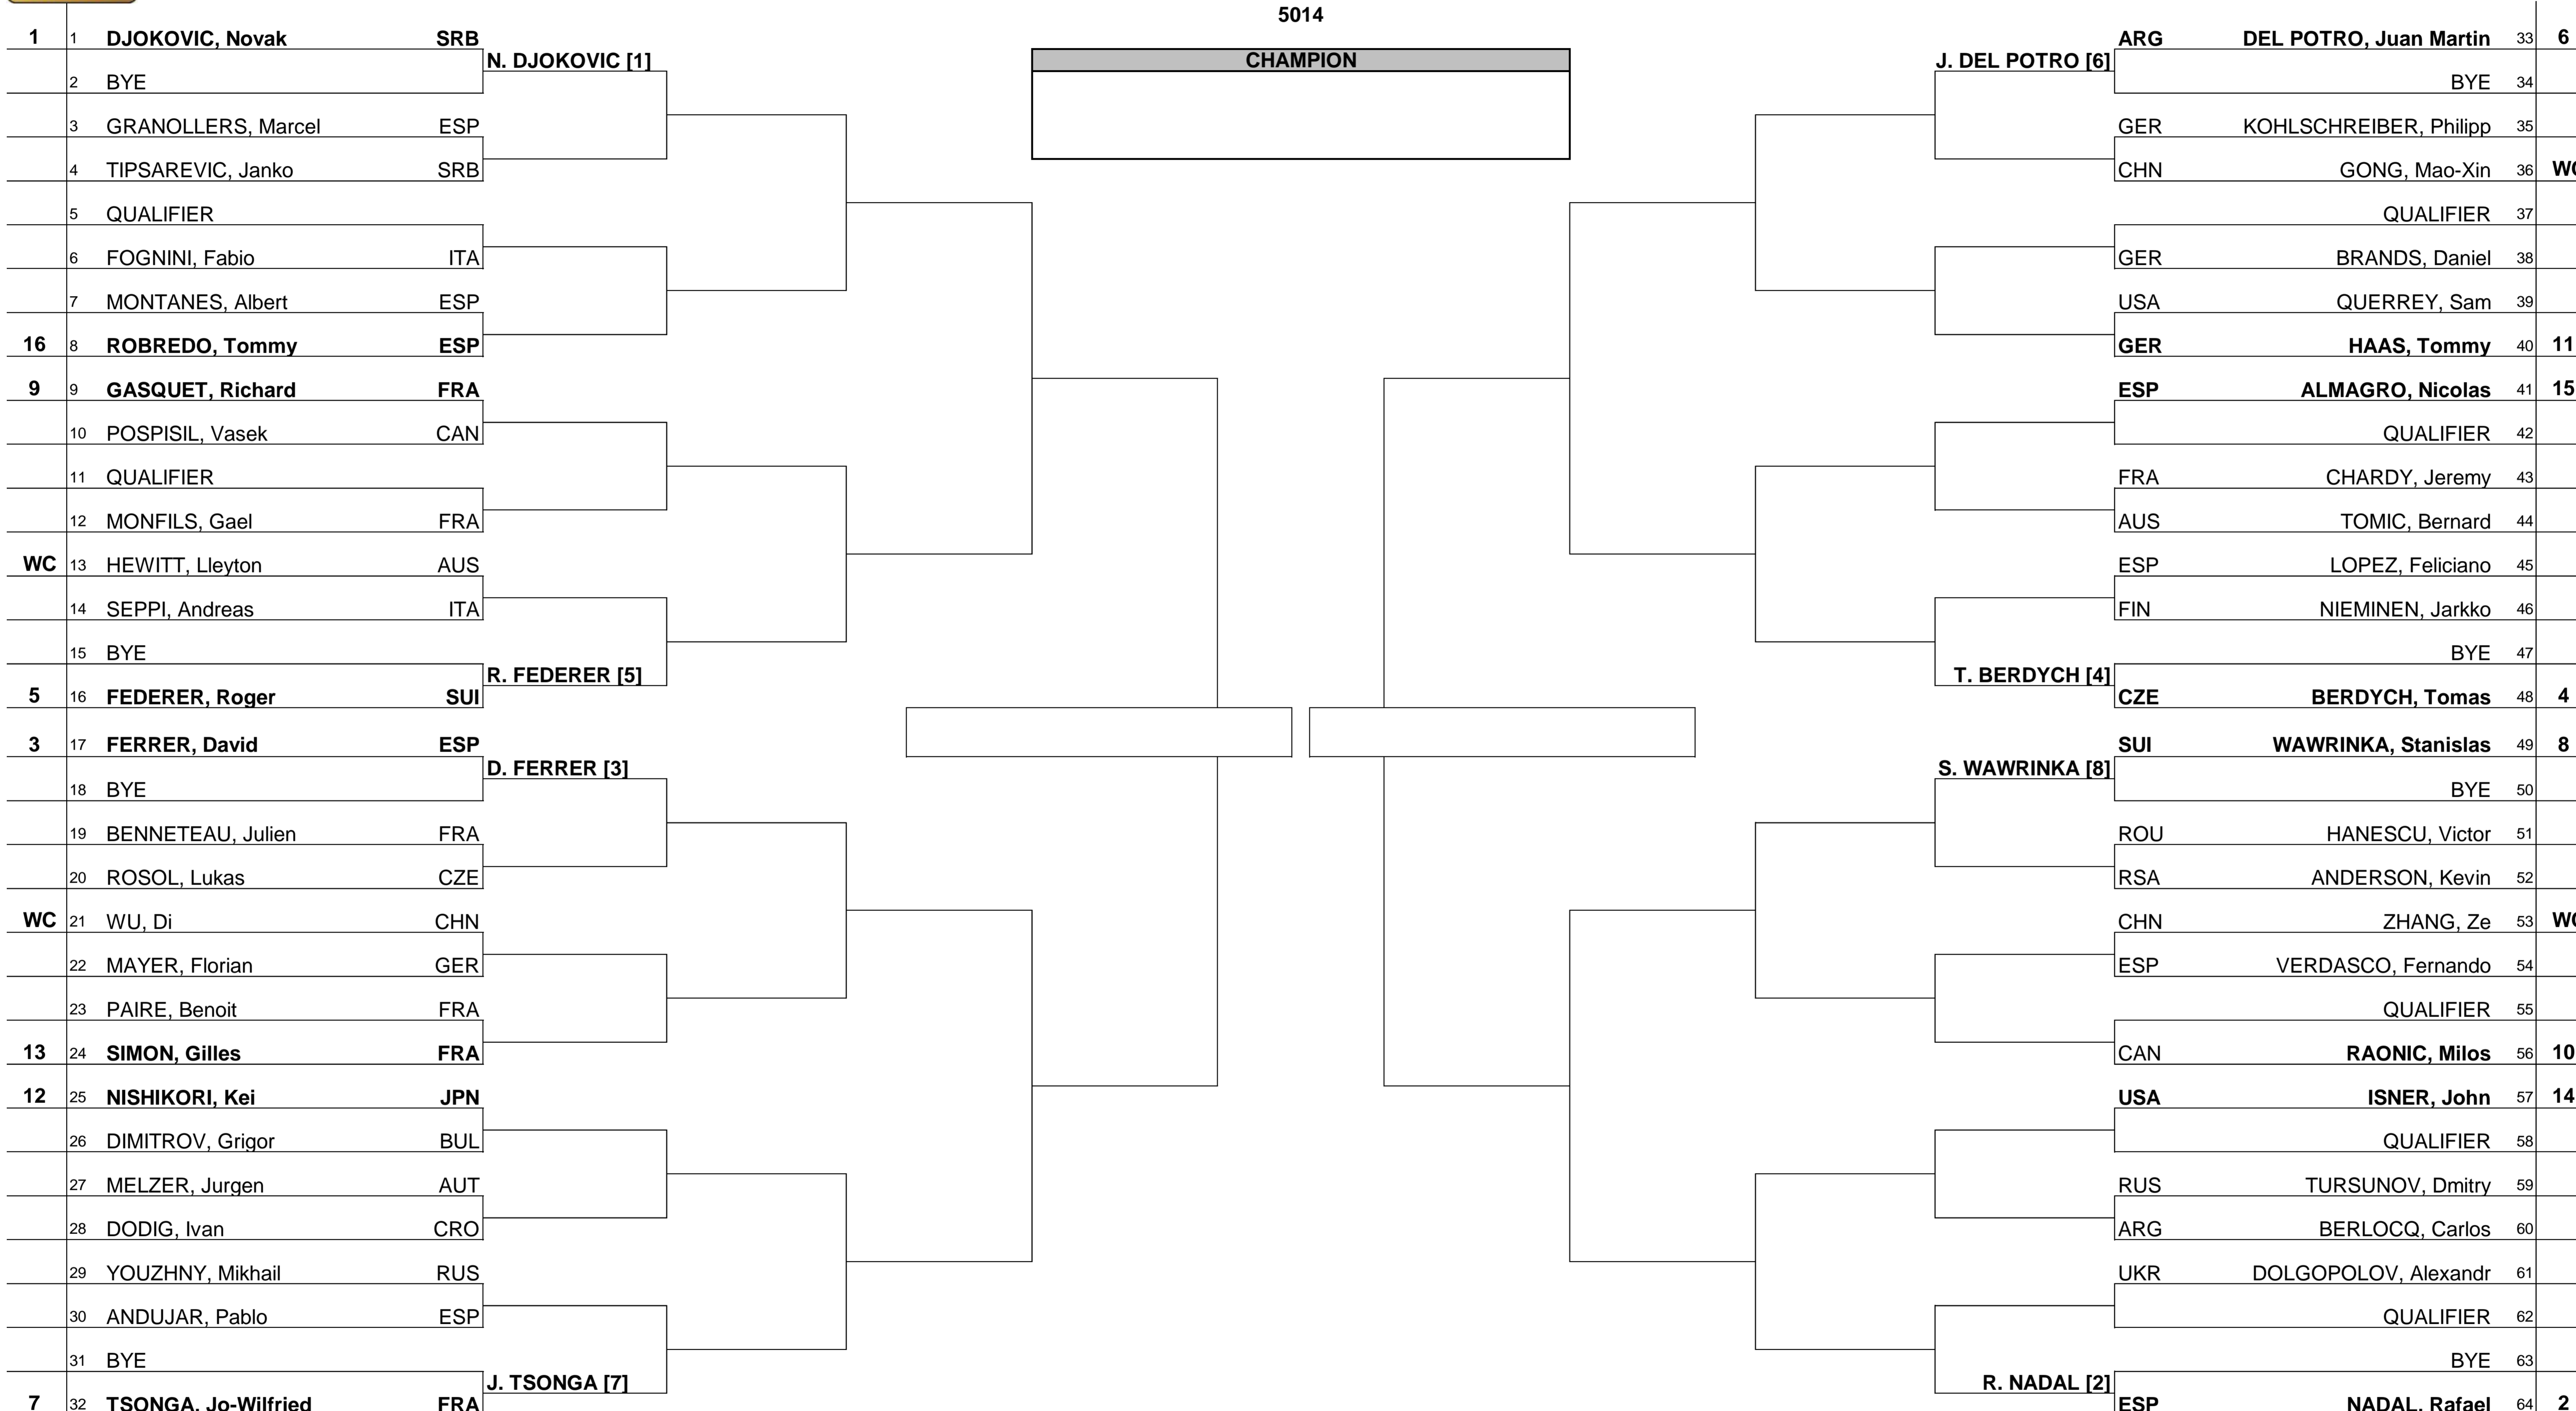 5014
CHAMPION
1 1 DJOKOVIC, Novak SRB
N. DJOKOVIC [1]
2 BYE
3 GRANOLLERS, Marcel ESP
4 TIPSAREVIC, Janko SRB
5 QUALIFIER
6 FOGNINI, Fabio ITA
7 MONTANES, Albert ESP
16 8 ROBREDO, Tommy ESP
9 9 GASQUET, Richard FRA
10 POSPISIL, Vasek CAN
11 QUALIFIER
12 MONFILS, Gael FRA
WC 13 HEWITT, Lleyton AUS
14 SEPPI, Andreas ITA
15 BYE
R. FEDERER [5]
5 16 FEDERER, Roger SUI
3 17 FERRER, David ESP
D. FERRER [3]
18 BYE
19 BENNETEAU, Julien FRA
20 ROSOL, Lukas CZE
WC 21 WU, Di CHN
22 MAYER, Florian GER
23 PAIRE, Benoit FRA
13 24 SIMON, Gilles FRA
12 25 NISHIKORI, Kei JPN
26 DIMITROV, Grigor BUL
27 MELZER, Jurgen AUT
28 DODIG, Ivan CRO
29 YOUZHNY, Mikhail RUS
30 ANDUJAR, Pablo ESP
31 BYE
J. TSONGA [7]
7 32 TSONGA, Jo-Wilfried FRA
ARG DEL POTRO, Juan Martin 33 6
J. DEL POTRO [6]
BYE 34
GER KOHLSCHREIBER, Philipp 35
CHN GONG, Mao-Xin 36 WC
QUALIFIER 37
GER BRANDS, Daniel 38
USA QUERREY, Sam 39
GER HAAS, Tommy 40 11
ESP ALMAGRO, Nicolas 41 15
QUALIFIER 42
FRA CHARDY, Jeremy 43
AUS TOMIC, Bernard 44
ESP LOPEZ, Feliciano 45
FIN NIEMINEN, Jarkko 46
BYE 47
T. BERDYCH [4]
CZE BERDYCH, Tomas 48 4
SUI WAWRINKA, Stanislas 49 8
S. WAWRINKA [8]
BYE 50
ROU HANESCU, Victor 51
RSA ANDERSON, Kevin 52
CHN ZHANG, Ze 53 WC
ESP VERDASCO, Fernando 54
QUALIFIER 55
CAN RAONIC, Milos 56 10
USA ISNER, John 57 14
QUALIFIER 58
RUS TURSUNOV, Dmitry 59
ARG BERLOCQ, Carlos 60
UKR DOLGOPOLOV, Alexandr 61
QUALIFIER 62
BYE 63
R. NADAL [2]
ESP NADAL, Rafael 64 2